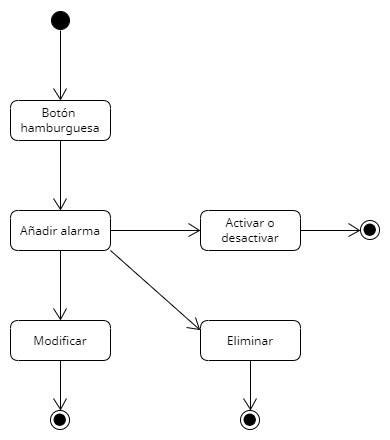 Botón
hamburguesa
Añadir alarma
Activar o
desactivar
Modificar
Eliminar